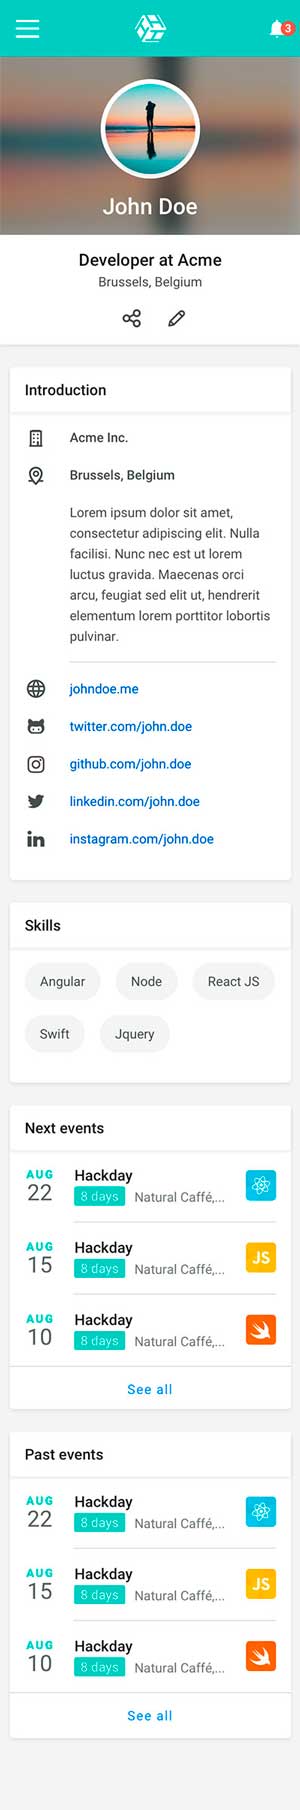 3
John Doe
Developer at Acme
Brussels, Belgium
Introduction
Acme Inc.
Brussels, Belgium
Lorem ipsum dolor sit amet,
consectetur adipiscing elit. Nulla
facilisi. Nunc nec est ut lorem
luctus gravida. Maecenas orci
arcu, feugiat sed elit ut, hendrerit
elementum lorem porttitor lobortis
pulvinar.
johndoe.me
twitter.com/john.doe
github.com/john.doe
linkedin.com/john.doe
instagram.com/john.doe
Skills
Angular Node React JS
Swift Jquery
Next events
AUG Hackday
22 8 days Natural Caffé,...
AUG Hackday
15 8 days Natural Caffé,... JS
AUG Hackday
10 8 days Natural Caffé,...
See all
Past events
AUG Hackday
22 8 days Natural Caffé,...
AUG Hackday
15 8 days Natural Caffé,... JS
AUG Hackday
10 8 days Natural Caffé,...
See all